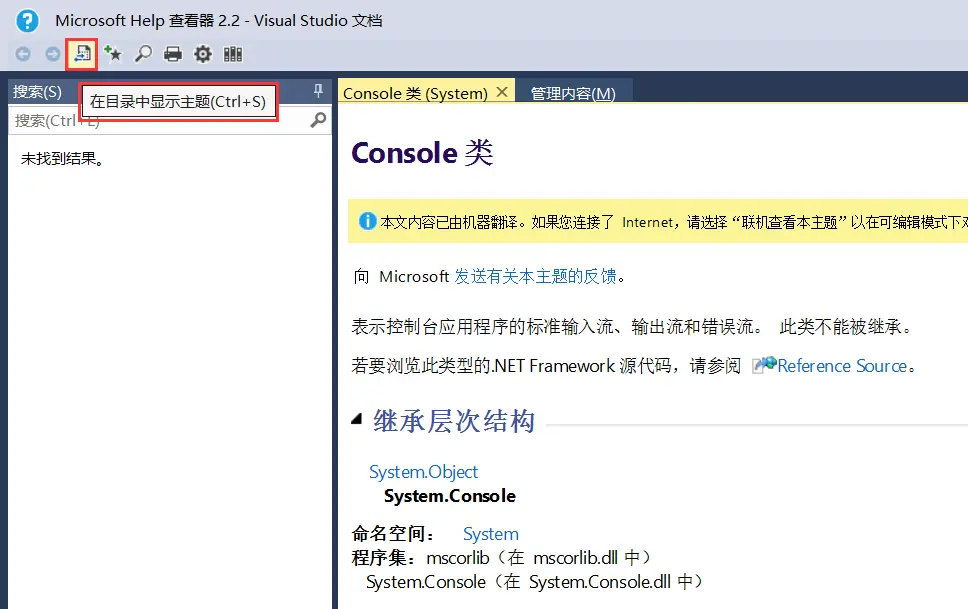 Microsoft Help 查看器 2.2 - Visual Studio 文档
搜索(S)
在目录中显示主题(Ctrl+S)
搜索(Ctrl+E)
未找到结果。
Console 类 (System)
管理内容(M)
Console 类
本文内容已由机器翻译。如果您连接了 Internet，请选择“联机查看本主题”以在可编辑模式下
向 Microsoft 发送有关本主题的反馈。
表示控制台应用程序的标准输入流、输出流和错误流。 此类不能被继承。
若要浏览此类型的.NET Framework 源代码，请参阅 Reference Source。
继承层次结构
System.Object
System.Console
命名空间： System
程序集：mscorlib（在 mscorlib.dll 中）
System.Console（在 System.Console.dll 中）